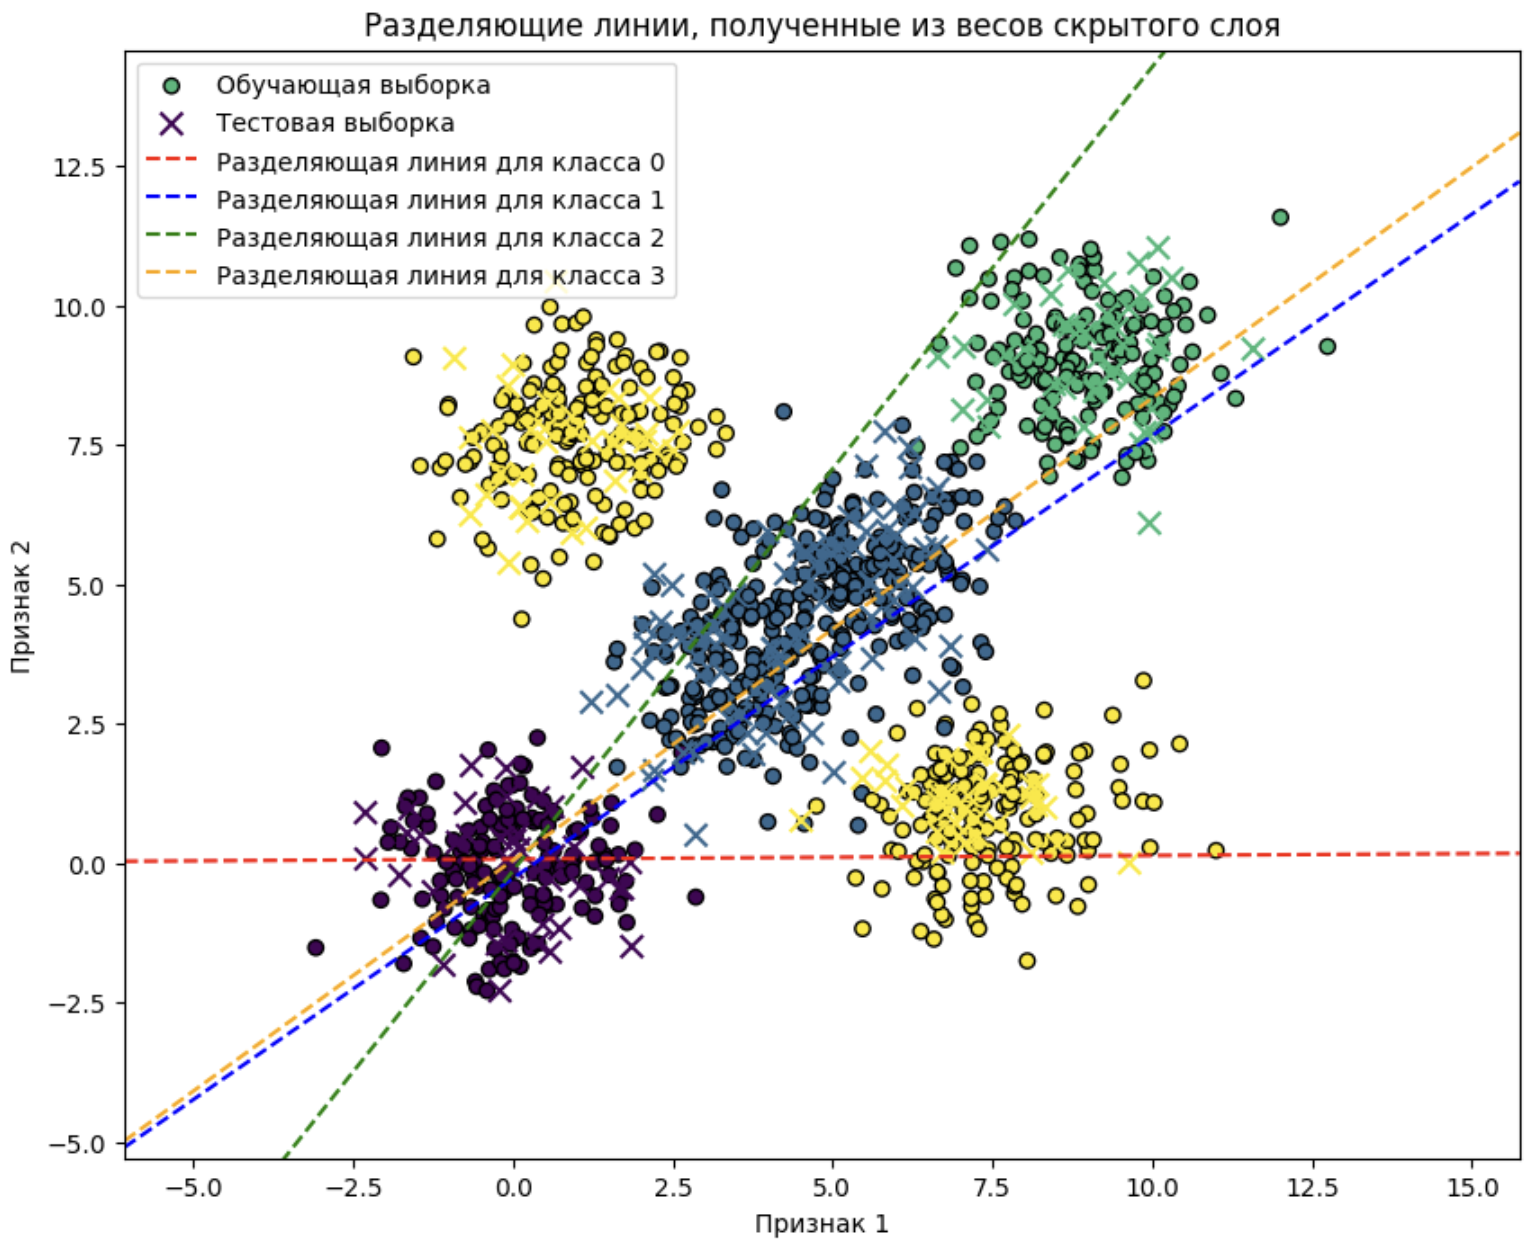 Разделяющие линии, полученные из весов скрытого слоя
Обучающая выборка
Тестовая выборка
Разделяющая линия для класса 0
Разделяющая линия для класса 1
Разделяющая линия для класса 2
Разделяющая линия для класса 3
12.5
10.0
7.5
5.0
2.5
0.0
−2.5
−5.0
Признак 2
−5.0 −2.5 0.0 2.5 5.0 7.5 10.0 12.5 15.0
Признак 1